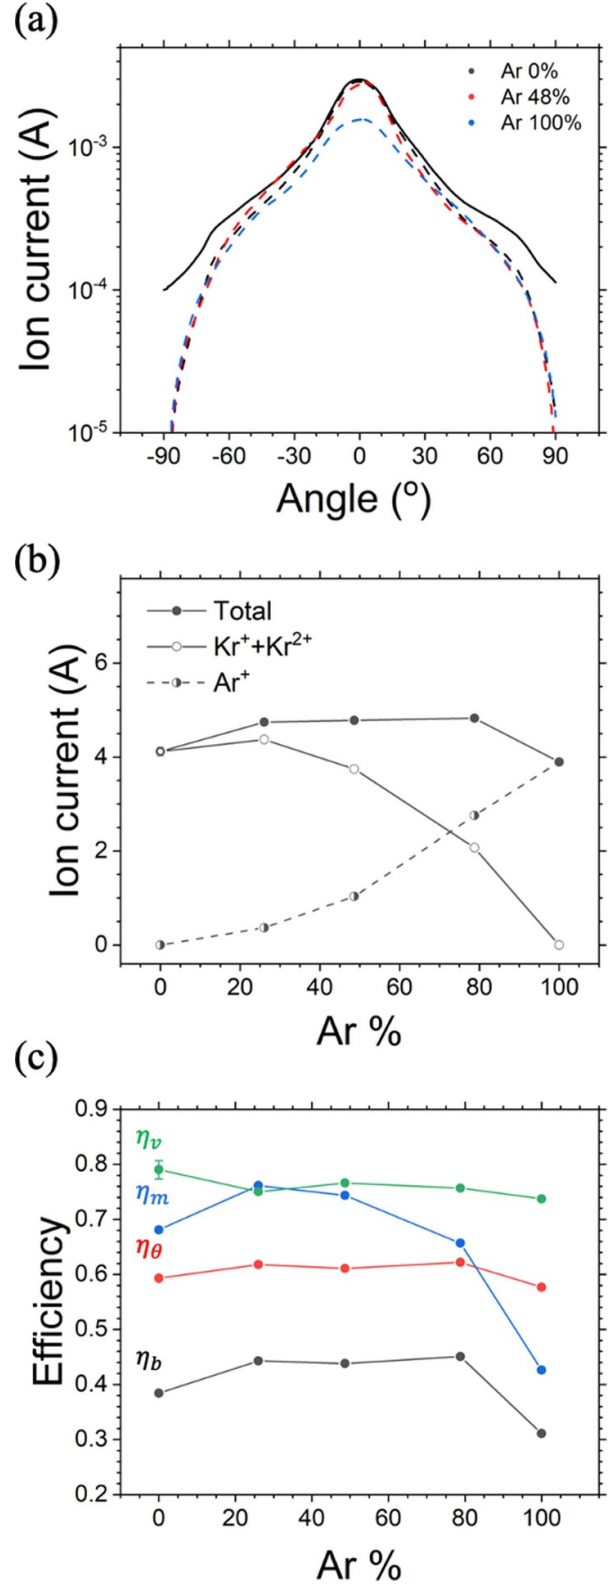 (a)
Ion current (A)
10⁻³
10⁻⁴
10⁻⁵
Ar 0%
Ar 48%
Ar 100%
-90 -60 -30 0 30 60 90
Angle (°)
(b)
Ion current (A)
6
4
2
0
Total
Kr⁺+Kr²⁺
Ar⁺
0 20 40 60 80 100
Ar %
(c)
Efficiency
0.9
0.8
0.7
0.6
0.5
0.4
0.3
0.2
ηᵥ
ηₘ
η_θ
η_b
0 20 40 60 80 100
Ar %